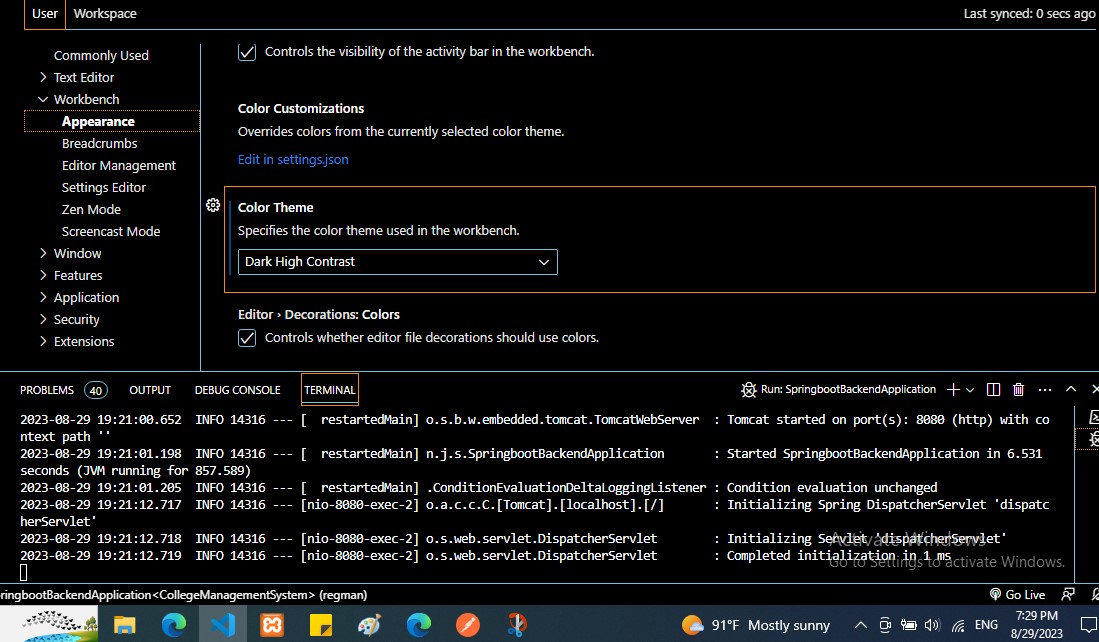 User Workspace Last synced: 0 secs ago
Commonly Used
Text Editor
Workbench
Appearance
Breadcrumbs
Editor Management
Settings Editor
Zen Mode
Screencast Mode
Window
Features
Application
Security
Extensions
Controls the visibility of the activity bar in the workbench.
Color Customizations
Overrides colors from the currently selected color theme.
Edit in settings.json
Color Theme
Specifies the color theme used in the workbench.
Dark High Contrast
Editor › Decorations: Colors
Controls whether editor file decorations should use colors.
PROBLEMS 40 OUTPUT DEBUG CONSOLE TERMINAL Run: SpringbootBackendApplication
2023-08-29 19:21:00.652 INFO 14316 --- [ restartedMain] o.s.b.w.embedded.tomcat.TomcatWebServer : Tomcat started on port(s): 8080 (http) with co
ntext path ''
2023-08-29 19:21:01.198 INFO 14316 --- [ restartedMain] n.j.s.SpringbootBackendApplication : Started SpringbootBackendApplication in 6.531
seconds (JVM running for 857.589)
2023-08-29 19:21:01.205 INFO 14316 --- [ restartedMain] .ConditionEvaluationDeltaLoggingListener : Condition evaluation unchanged
2023-08-29 19:21:12.717 INFO 14316 --- [nio-8080-exec-2] o.a.c.c.C.[Tomcat].[localhost].[/] : Initializing Spring DispatcherServlet 'dispatc
herServlet'
2023-08-29 19:21:12.718 INFO 14316 --- [nio-8080-exec-2] o.s.web.servlet.DispatcherServlet : Initializing Servlet 'dispatcherServlet'
2023-08-29 19:21:12.719 INFO 14316 --- [nio-8080-exec-2] o.s.web.servlet.DispatcherServlet : Completed initialization in 1 ms
Activate Windows
Go to Settings to activate Windows.
ringbootBackendApplication<CollegeManagementSystem> (regman) Go Live
91°F Mostly sunny ENG 7:29 PM
8/29/2023